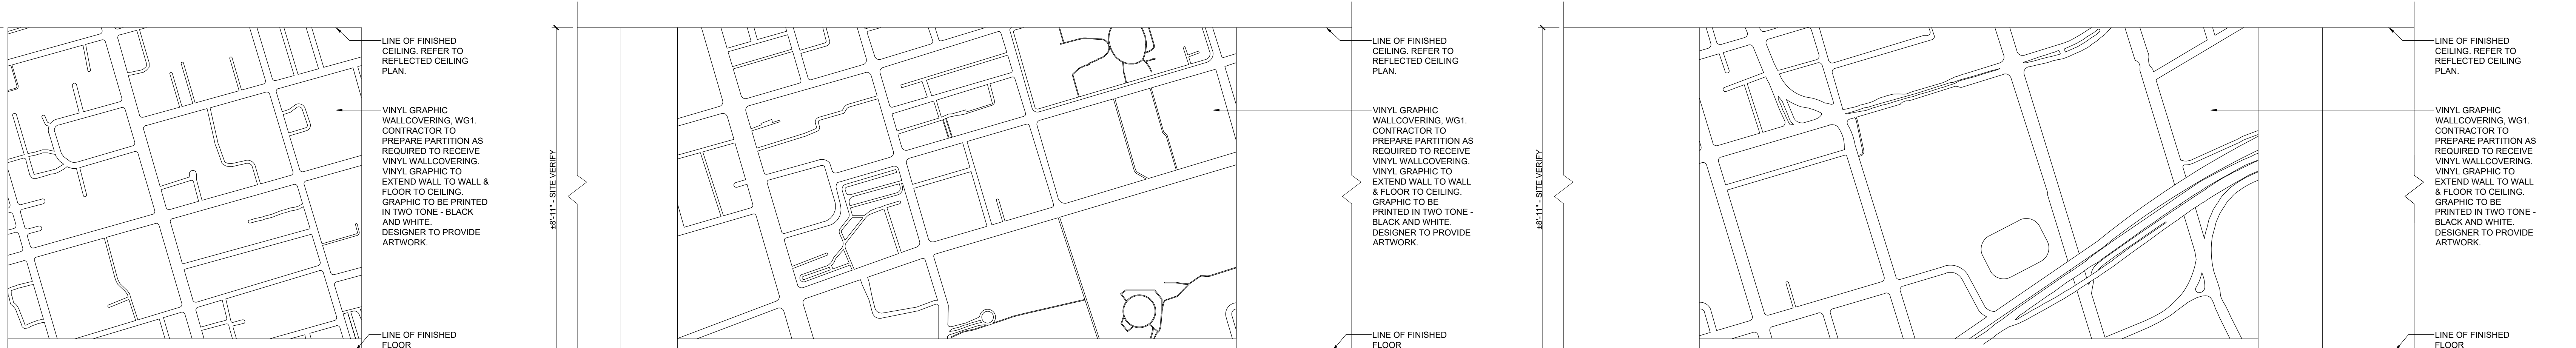 LINE OF FINISHED
CEILING. REFER TO
REFLECTED CEILING
PLAN.
VINYL GRAPHIC
WALLCOVERING, WG1.
CONTRACTOR TO
PREPARE PARTITION AS
REQUIRED TO RECEIVE
VINYL WALLCOVERING.
VINYL GRAPHIC TO
EXTEND WALL TO WALL &
FLOOR TO CEILING.
GRAPHIC TO BE PRINTED
IN TWO TONE - BLACK
AND WHITE.
DESIGNER TO PROVIDE
ARTWORK.
LINE OF FINISHED
FLOOR
±8'-11" - SITE VERIFY
LINE OF FINISHED
CEILING. REFER TO
REFLECTED CEILING
PLAN.
VINYL GRAPHIC
WALLCOVERING, WG1.
CONTRACTOR TO
PREPARE PARTITION AS
REQUIRED TO RECEIVE
VINYL WALLCOVERING.
VINYL GRAPHIC TO
EXTEND WALL TO WALL
& FLOOR TO CEILING.
GRAPHIC TO BE
PRINTED IN TWO TONE -
BLACK AND WHITE.
DESIGNER TO PROVIDE
ARTWORK.
LINE OF FINISHED
FLOOR
±8'-11" - SITE VERIFY
LINE OF FINISHED
CEILING. REFER TO
REFLECTED CEILING
PLAN.
VINYL GRAPHIC
WALLCOVERING, WG1.
CONTRACTOR TO
PREPARE PARTITION AS
REQUIRED TO RECEIVE
VINYL WALLCOVERING.
VINYL GRAPHIC TO
EXTEND WALL TO WALL
& FLOOR TO CEILING.
GRAPHIC TO BE
PRINTED IN TWO TONE -
BLACK AND WHITE.
DESIGNER TO PROVIDE
ARTWORK.
LINE OF FINISHED
FLOOR